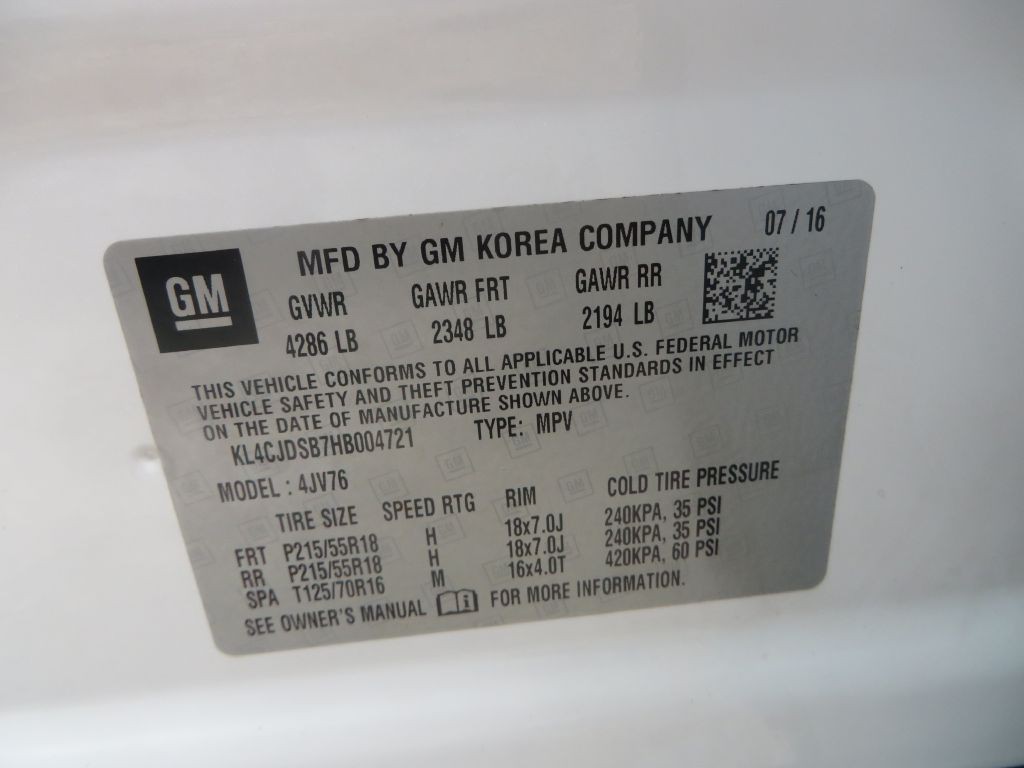 GM
MFD BY GM KOREA COMPANY 07 / 16
GVWR GAWR FRT GAWR RR
4286 LB 2348 LB 2194 LB
THIS VEHICLE CONFORMS TO ALL APPLICABLE U.S. FEDERAL MOTOR
VEHICLE SAFETY AND THEFT PREVENTION STANDARDS IN EFFECT
ON THE DATE OF MANUFACTURE SHOWN ABOVE.
KL4CJDSB7HB004721 TYPE: MPV
MODEL : 4JV76
TIRE SIZE SPEED RTG RIM COLD TIRE PRESSURE
FRT P215/55R18 H 18x7.0J 240KPA, 35 PSI
RR P215/55R18 H 18x7.0J 240KPA, 35 PSI
SPA T125/70R16 M 16x4.0T 420KPA, 60 PSI
SEE OWNER'S MANUAL FOR MORE INFORMATION.